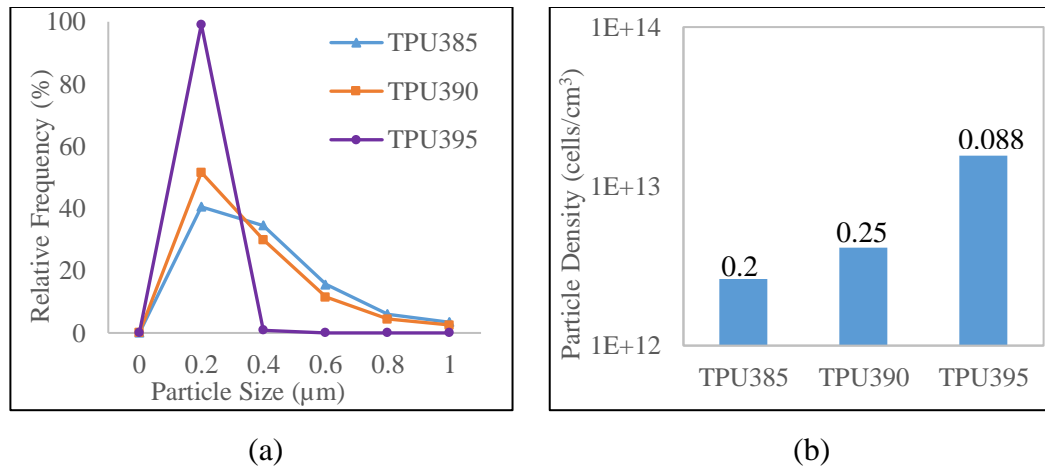 100
80
60
40
20
0
Relative Frequency (%)
TPU385
TPU390
TPU395
0 0.2 0.4 0.6 0.8 1
Particle Size (µm)
(a)
1E+14
1E+13
1E+12
Particle Density (cells/cm³)
0.2
0.25
0.088
TPU385 TPU390 TPU395
(b)